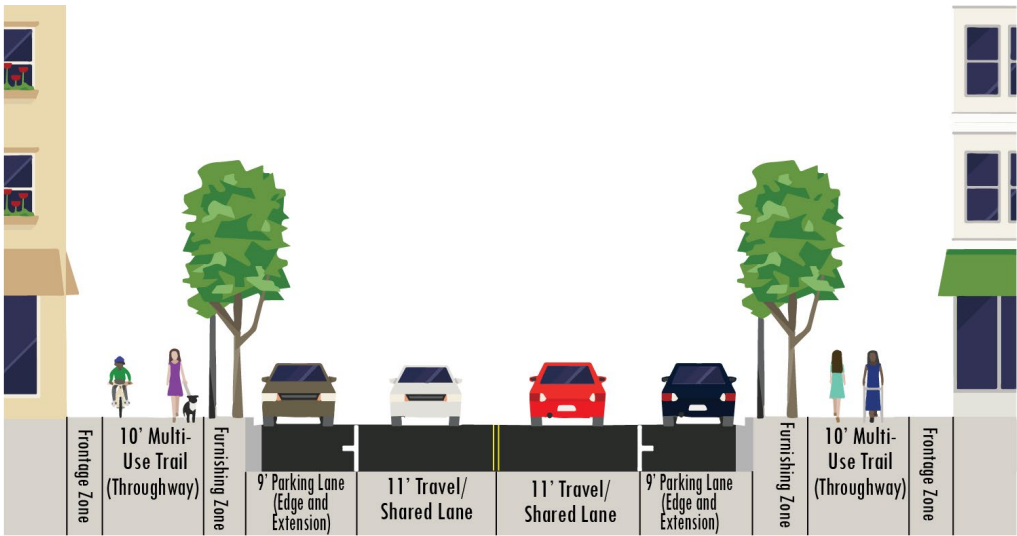 Frontage Zone
10' Multi-
Use Trail
(Throughway)
Furnishing Zone
9' Parking Lane
(Edge and
Extension)
11' Travel/
Shared Lane
11' Travel/
Shared Lane
9' Parking Lane
(Edge and
Extension)
Furnishing Zone
10' Multi-
Use Trail
(Throughway)
Frontage Zone